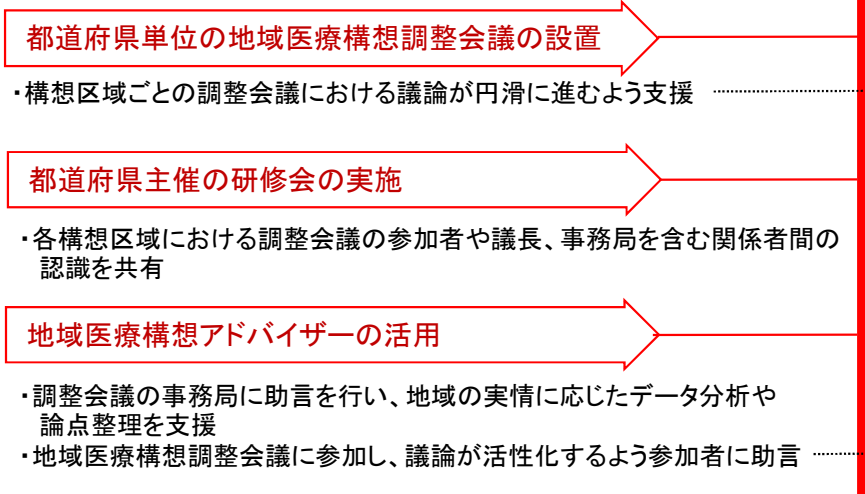 都道府県単位の地域医療構想調整会議の設置
・構想区域ごとの調整会議における議論が円滑に進むよう支援
都道府県主催の研修会の実施
・各構想区域における調整会議の参加者や議長、事務局を含む関係者間の
認識を共有
地域医療構想アドバイザーの活用
・調整会議の事務局に助言を行い、地域の実情に応じたデータ分析や
論点整理を支援
・地域医療構想調整会議に参加し、議論が活性化するよう参加者に助言